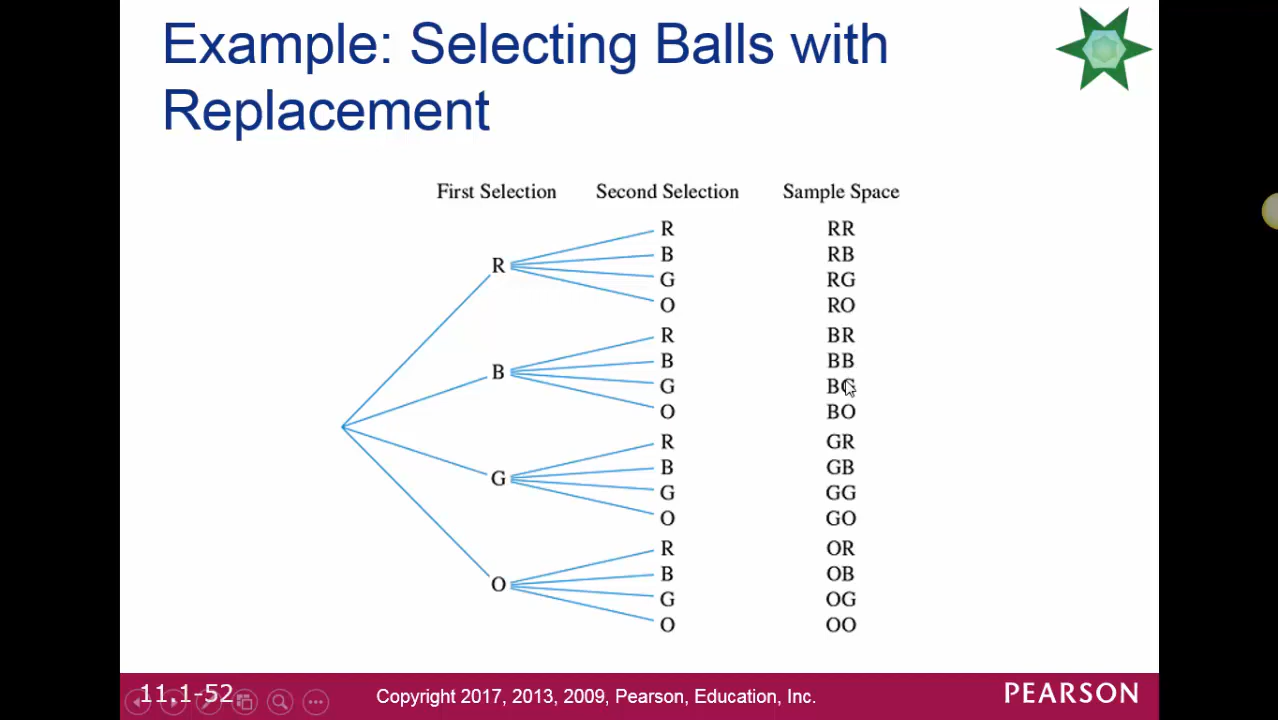 Example: Selecting Balls with
Replacement
First Selection Second Selection Sample Space
R RR
B RB
R
G RG
O RO
R BR
B BB
B
G BG
O BO
R GR
B GB
G
G GG
O GO
R OR
B OB
O
G OG
O OO
11.1-52 Copyright 2017, 2013, 2009, Pearson, Education, Inc. PEARSON